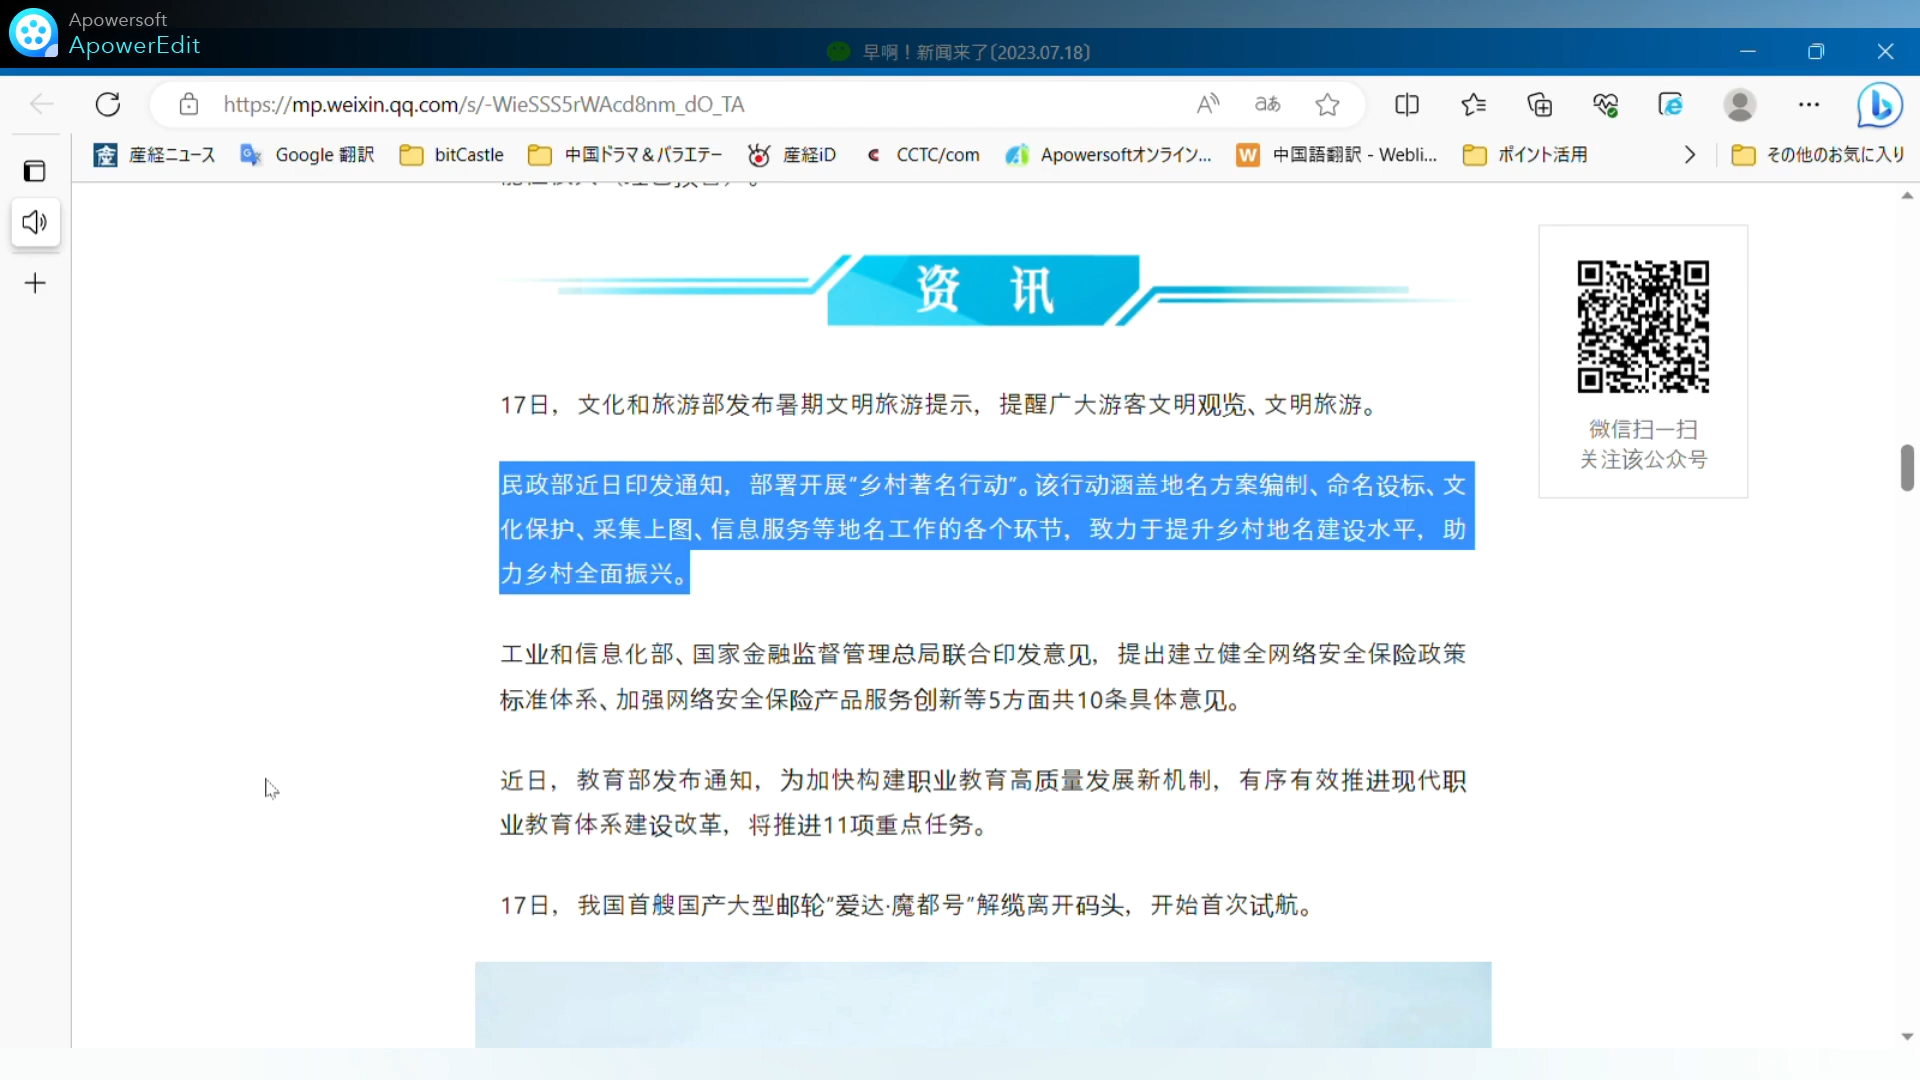 Apowersoft
ApowerEdit
早啊！新闻来了〔2023.07.18〕
https://mp.weixin.qq.com/s/-WieSSS5rWAcd8nm_dO_TA
産経ニュース
Google 翻訳
bitCastle
中国ドラマ＆バラエテー
産経iD
CCTC/com
Apowersoftオンライン...
中国語翻訳 - Webli...
ポイント活用
その他のお気に入り
资 讯
17日，文化和旅游部发布暑期文明旅游提示，提醒广大游客文明观览、文明旅游。
民政部近日印发通知，部署开展“乡村著名行动”。该行动涵盖地名方案编制、命名设标、文
化保护、采集上图、信息服务等地名工作的各个环节，致力于提升乡村地名建设水平，助
力乡村全面振兴。
工业和信息化部、国家金融监督管理总局联合印发意见，提出建立健全网络安全保险政策
标准体系、加强网络安全保险产品服务创新等5方面共10条具体意见。
近日，教育部发布通知，为加快构建职业教育高质量发展新机制，有序有效推进现代职
业教育体系建设改革，将推进11项重点任务。
17日，我国首艘国产大型邮轮“爱达·魔都号”解缆离开码头，开始首次试航。
微信扫一扫
关注该公众号